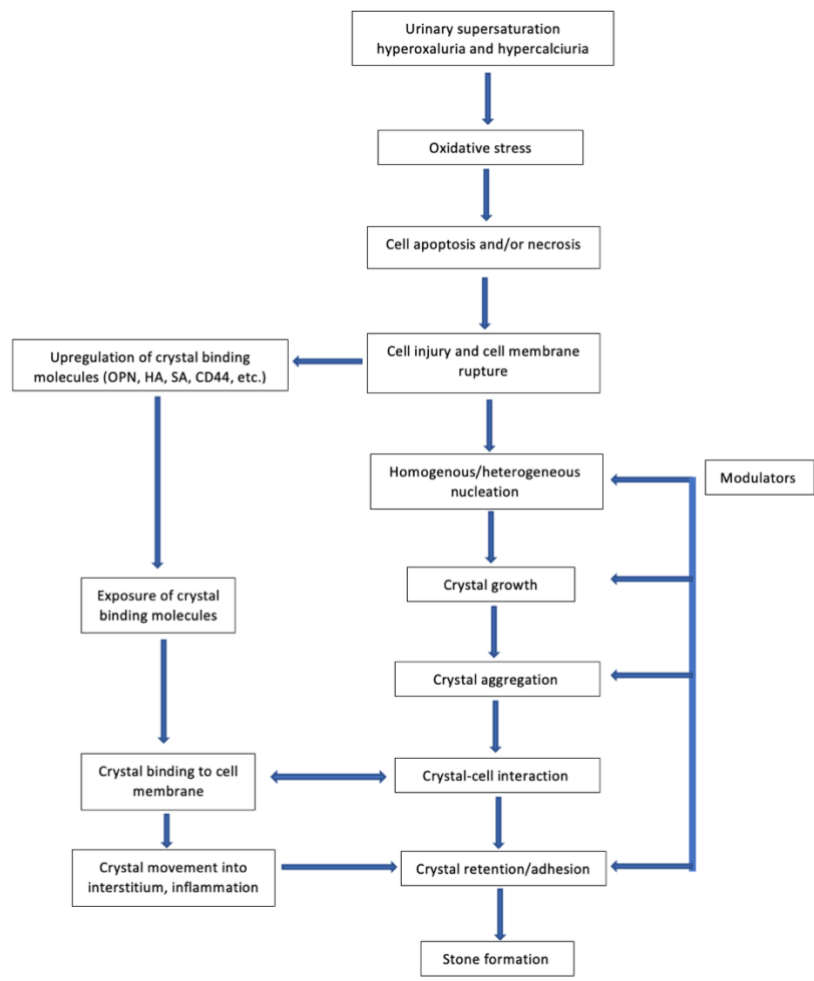 Urinary supersaturation
hyperoxaluria and hypercalciuria
Oxidative stress
Cell apoptosis and/or necrosis
Cell injury and cell membrane
rupture
Upregulation of crystal binding
molecules (OPN, HA, SA, CD44, etc.)
Homogenous/heterogeneous
nucleation
Modulators
Crystal growth
Exposure of crystal
binding molecules
Crystal aggregation
Crystal binding to cell
membrane
Crystal-cell interaction
Crystal movement into
interstitium, inflammation
Crystal retention/adhesion
Stone formation